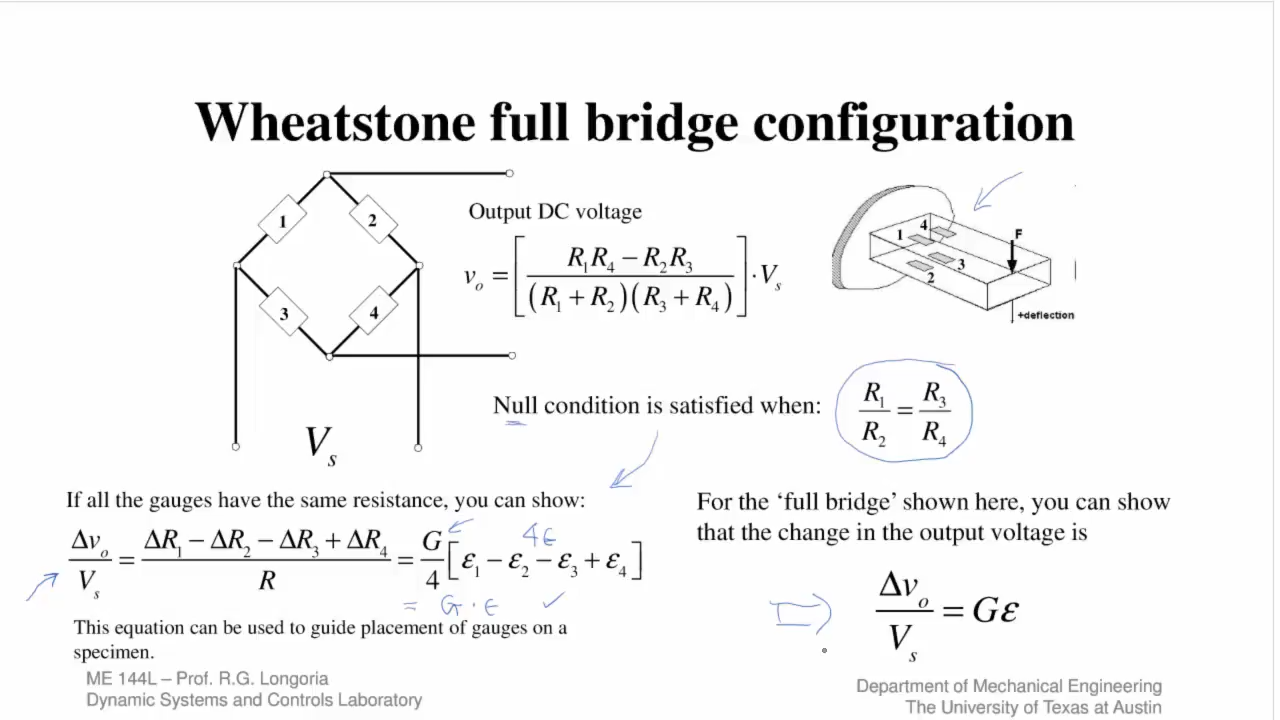 Wheatstone full bridge configuration
1
2
3
4
V_s
Output DC voltage
v_o = [ (R_1 R_4 − R_2 R_3) / ((R_1 + R_2)(R_3 + R_4)) ] · V_s
4
1
F
3
2
+deflection
Null condition is satisfied when:
R_1 / R_2 = R_3 / R_4
If all the gauges have the same resistance, you can show:
4ε
Δv_o / V_s = (ΔR_1 − ΔR_2 − ΔR_3 + ΔR_4) / R = G/4 [ε_1 − ε_2 − ε_3 + ε_4]
= G · ε ✓
This equation can be used to guide placement of gauges on a
specimen.
For the ‘full bridge’ shown here, you can show
that the change in the output voltage is
Δv_o / V_s = Gε
ME 144L – Prof. R.G. Longoria
Dynamic Systems and Controls Laboratory
Department of Mechanical Engineering
The University of Texas at Austin